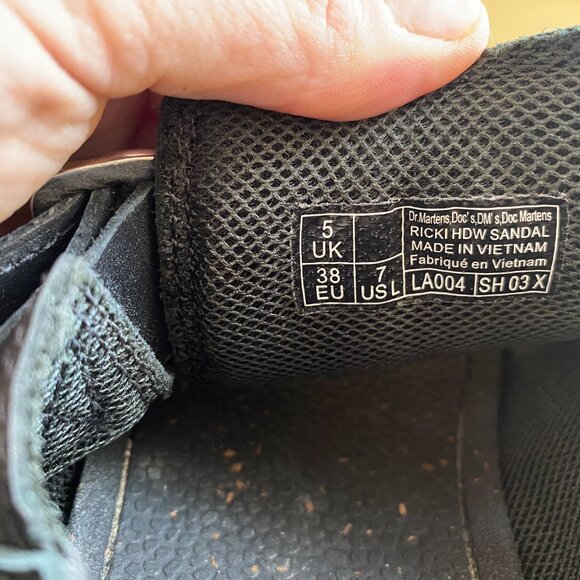 5
UK
38
EU
7
US L
Dr.Martens,Doc's,DM's,Doc Martens
RICKI HDW SANDAL
MADE IN VIETNAM
Fabriqué en Vietnam
LA004
SH 03 X